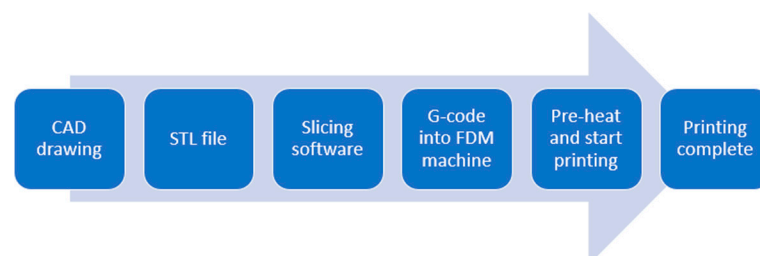 CAD
drawing
STL file
Slicing
software
G-code
into FDM
machine
Pre-heat
and start
printing
Printing
complete